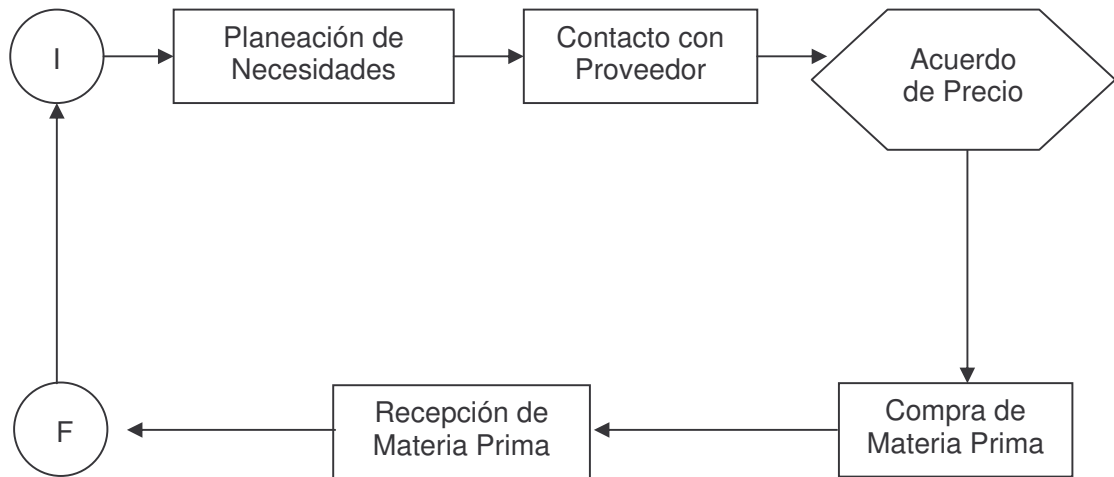 I
Planeación de
Necesidades
Contacto con
Proveedor
Acuerdo
de Precio
Compra de
Materia Prima
Recepción de
Materia Prima
F